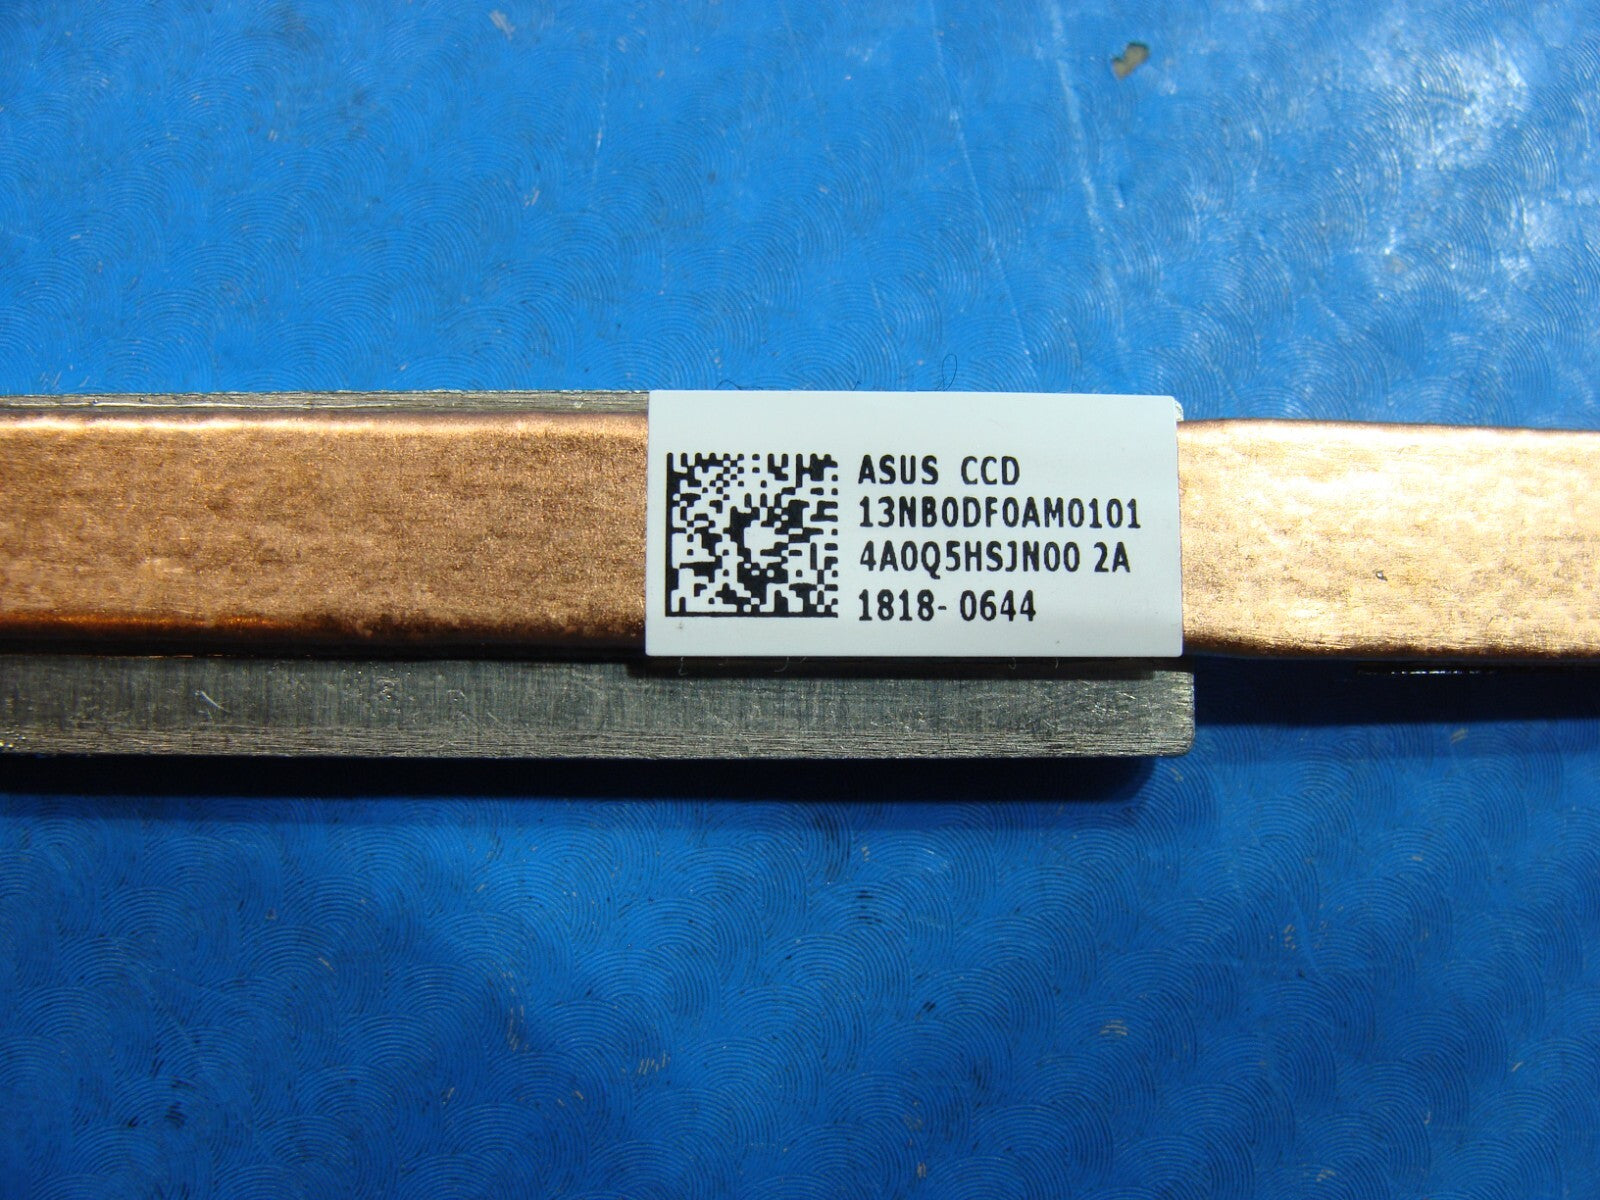 ASUS CCD
13NB0DF0AM0101
4A0Q5HSJN00 2A
1818- 0644